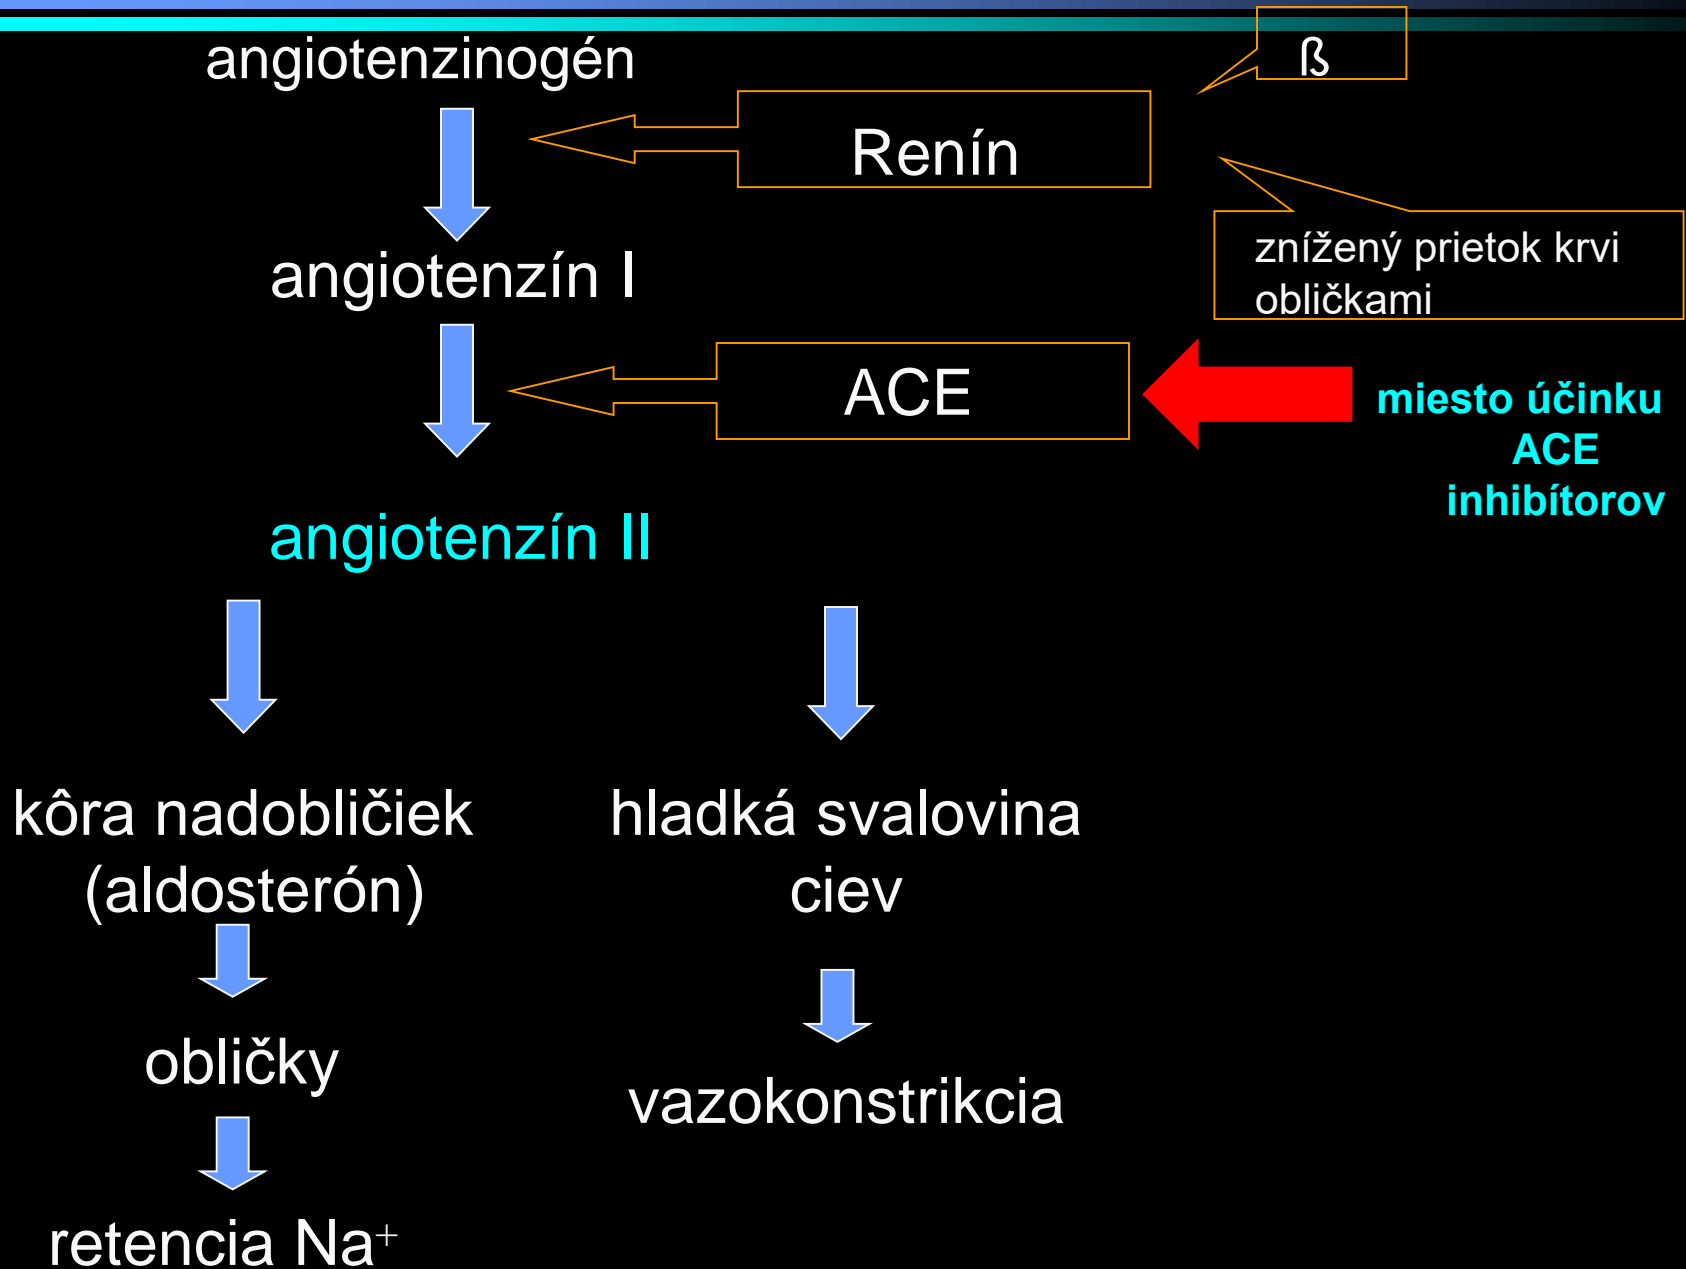 angiotenzinogén
ß
Renín
znížený prietok krvi
obličkami
angiotenzín I
ACE
miesto účinku
ACE
inhibítorov
angiotenzín II
kôra nadobličiek
(aldosterón)
hladká svalovina
ciev
obličky
vazokonstrikcia
retencia Na⁺